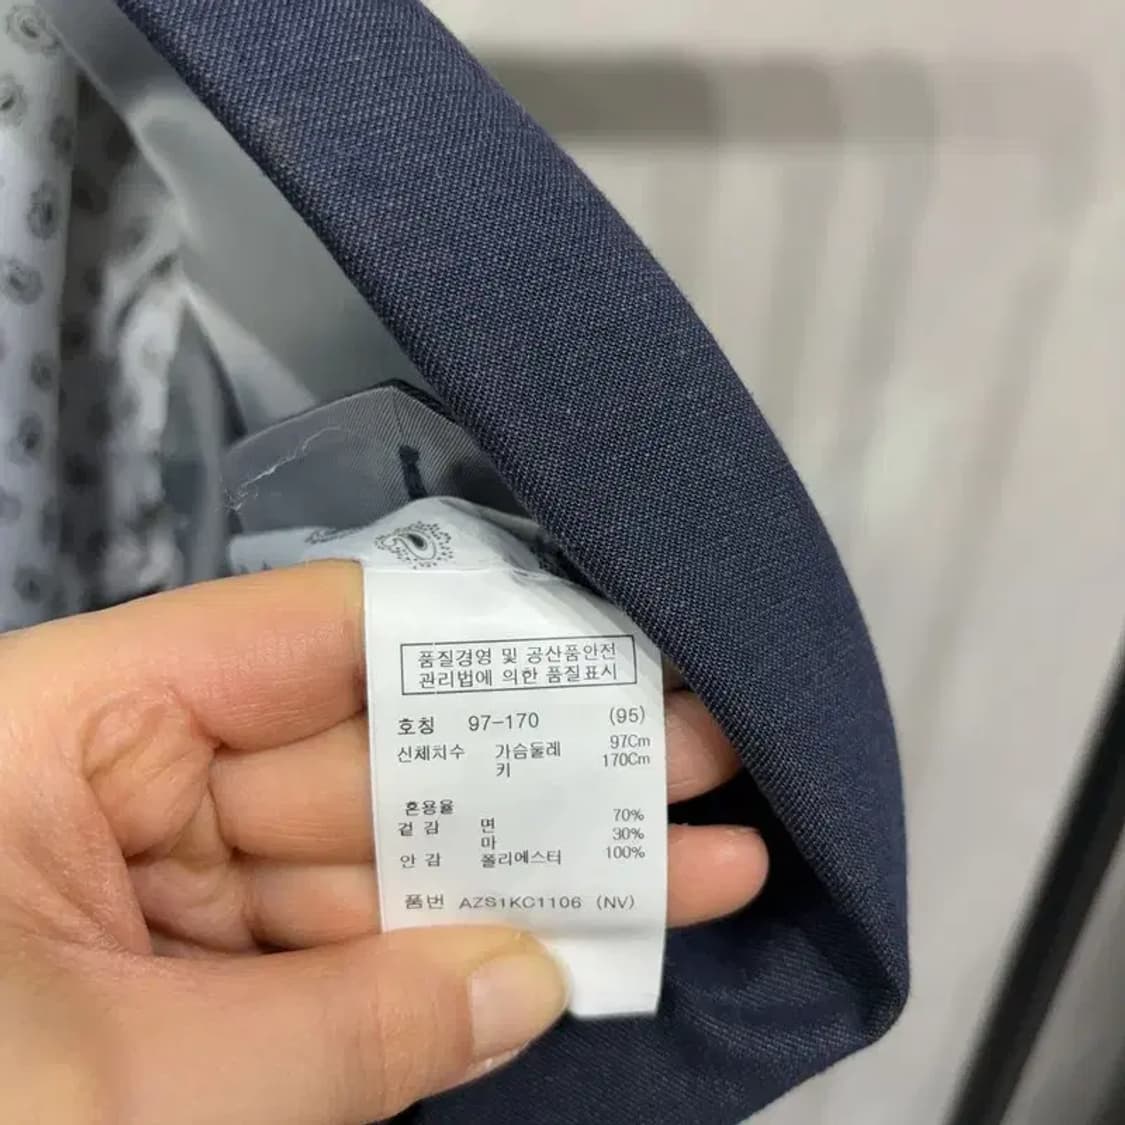 품질경영 및 공산품안전
관리법에 의한 품질표시
호칭 97-170 (95)
신체치수 가슴둘레 97Cm
키 170Cm
혼용율
겉감 면 70%
마 30%
안감 폴리에스터 100%
품번 AZS1KC1106 (NV)